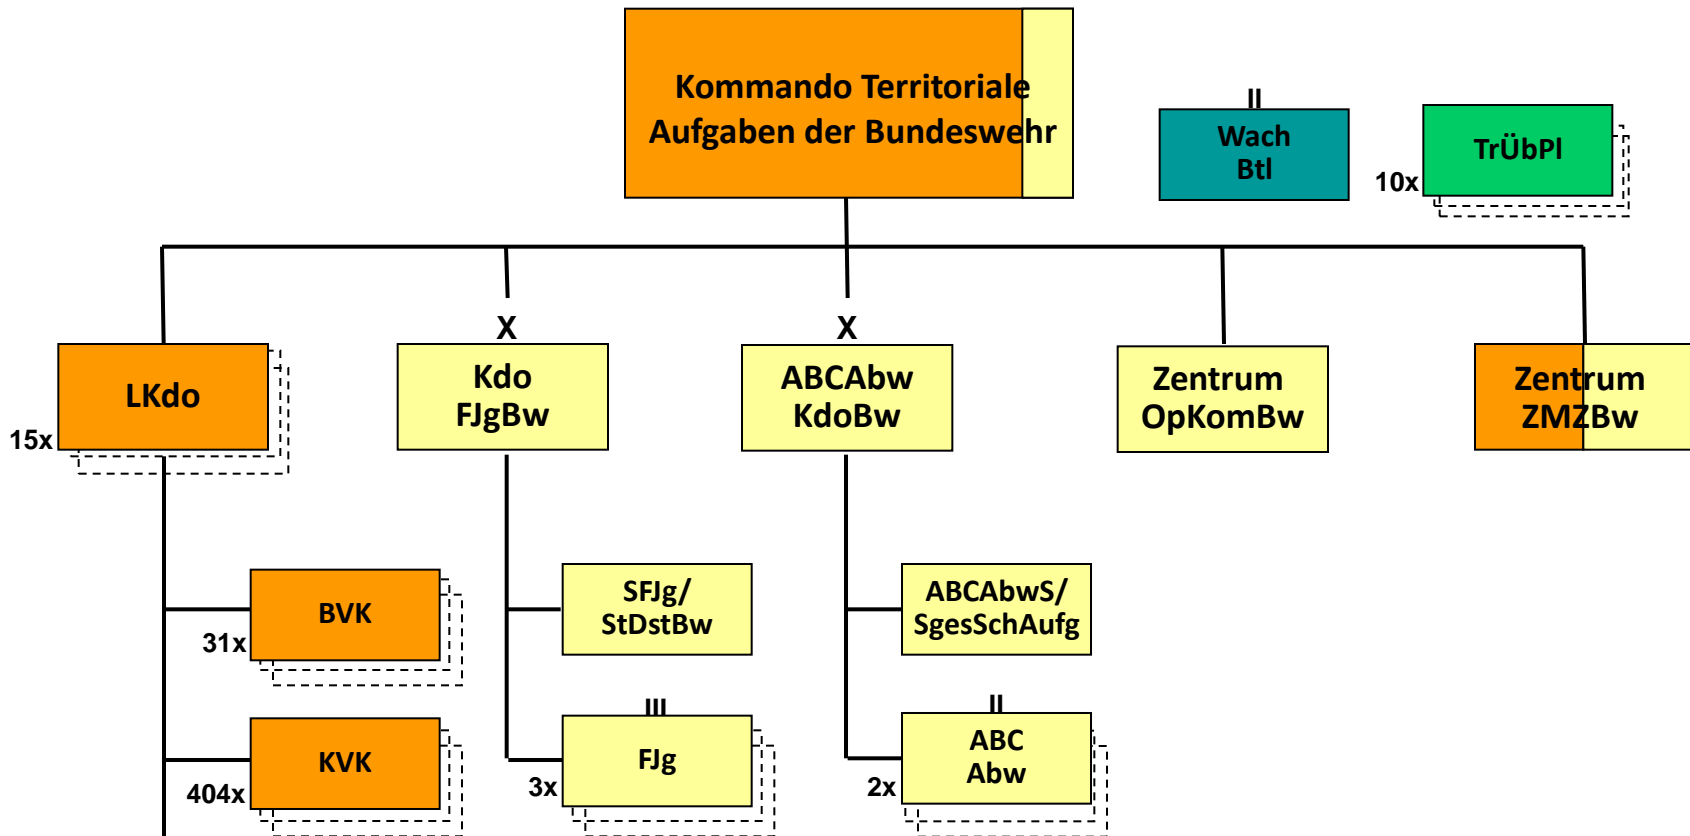 Kommando Territoriale
Aufgaben der Bundeswehr
II
Wach
Btl
TrÜbPl
10x
X
X
LKdo
15x
Kdo
FJgBw
ABCAbw
KdoBw
Zentrum
OpKomBw
Zentrum
ZMZBw
BVK
31x
SFJg/
StDstBw
ABCAbwS/
SgesSchAufg
KVK
404x
III
FJg
3x
II
ABC
Abw
2x